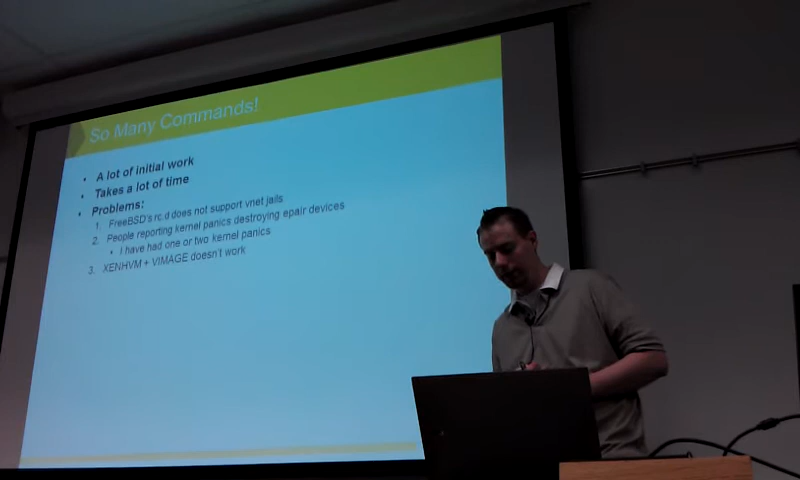 So Many Commands!
• A lot of initial work
• Takes a lot of time
• Problems:
1. FreeBSD's rc.d does not support vnet jails
2. People reporting kernel panics destroying epair devices
• I have had one or two kernel panics
3. XENHVM + VIMAGE doesn't work